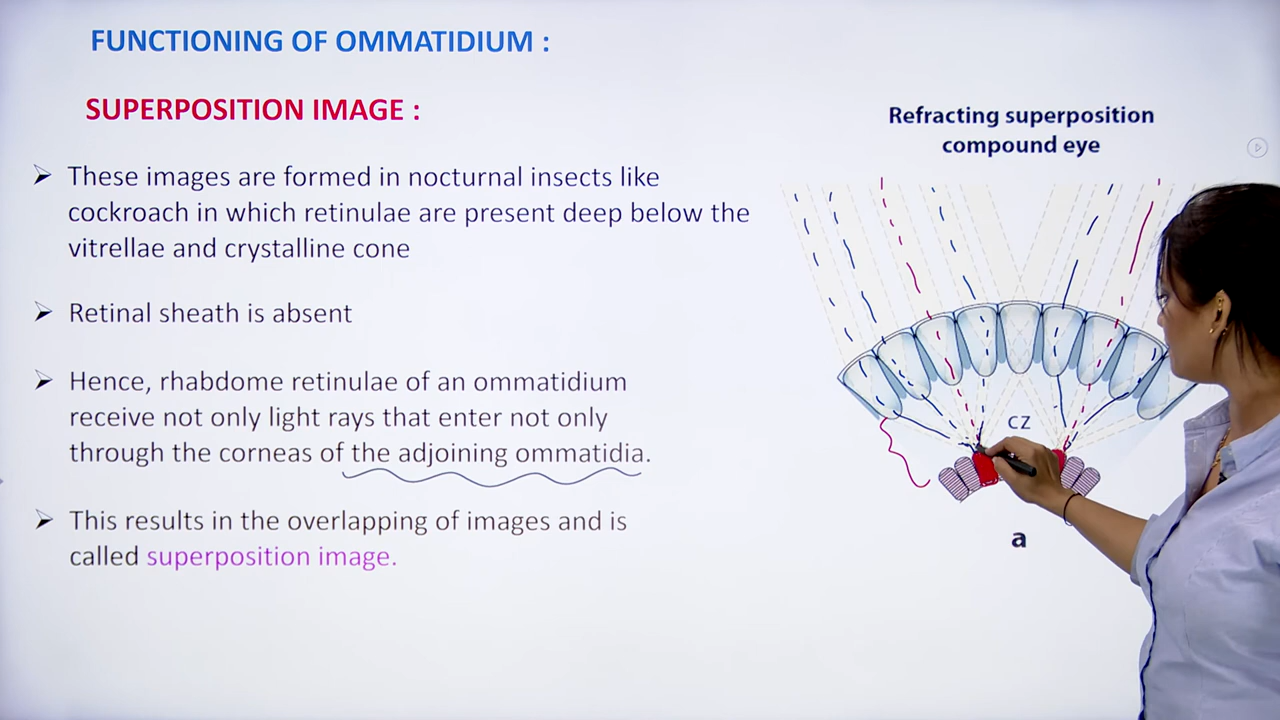 FUNCTIONING OF OMMATIDIUM :
SUPERPOSITION IMAGE :
These images are formed in nocturnal insects like
cockroach in which retinulae are present deep below the
vitrellae and crystalline cone
Retinal sheath is absent
Hence, rhabdome retinulae of an ommatidium
receive not only light rays that enter not only
through the corneas of the adjoining ommatidia.
This results in the overlapping of images and is
called superposition image.
Refracting superposition
compound eye
CZ
a